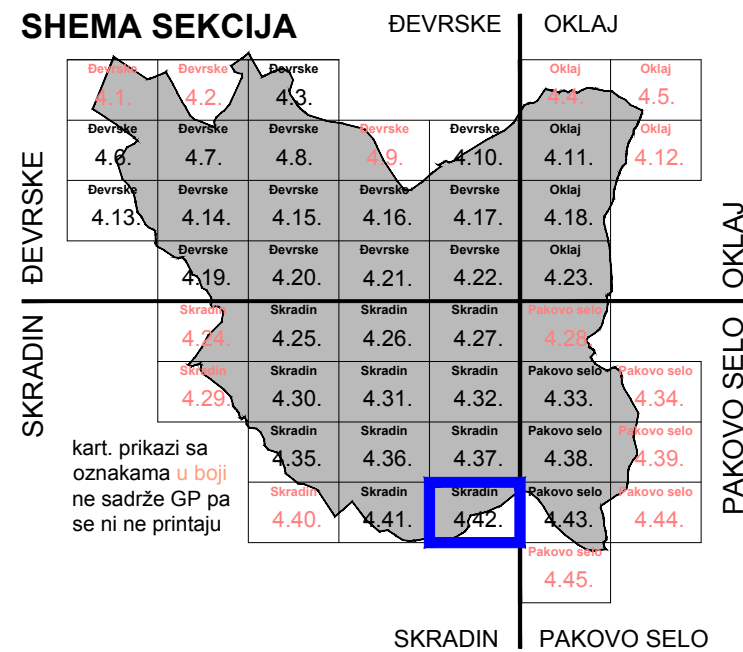 SHEMA SEKCIJA
ĐEVRSKE
OKLAJ
Đevrske Đevrske Đevrske Oklaj Oklaj
4.1. 4.2. 4.3. 4.4. 4.5.
Đevrske Đevrske Đevrske Đevrske Đevrske Oklaj Oklaj
4.6. 4.7. 4.8. 4.9. 4.10. 4.11. 4.12.
Đevrske Đevrske Đevrske Đevrske Đevrske Oklaj
4.13. 4.14. 4.15. 4.16. 4.17. 4.18.
Đevrske Đevrske Đevrske Đevrske Oklaj
4.19. 4.20. 4.21. 4.22. 4.23.
ĐEVRSKE
OKLAJ
Skradin Skradin Skradin Skradin Pakovo selo
4.24. 4.25. 4.26. 4.27. 4.28.
Skradin Skradin Skradin Skradin Pakovo selo Pakovo selo
4.29. 4.30. 4.31. 4.32. 4.33. 4.34.
Skradin Skradin Skradin Pakovo selo Pakovo selo
4.35. 4.36. 4.37. 4.38. 4.39.
Skradin Skradin Skradin Pakovo selo Pakovo selo
4.40. 4.41. 4.42. 4.43. 4.44.
Pakovo selo
4.45.
SKRADIN
PAKOVO SELO
kart. prikazi sa
oznakama u boji
ne sadrže GP pa
se ni ne printaju
SKRADIN
PAKOVO SELO